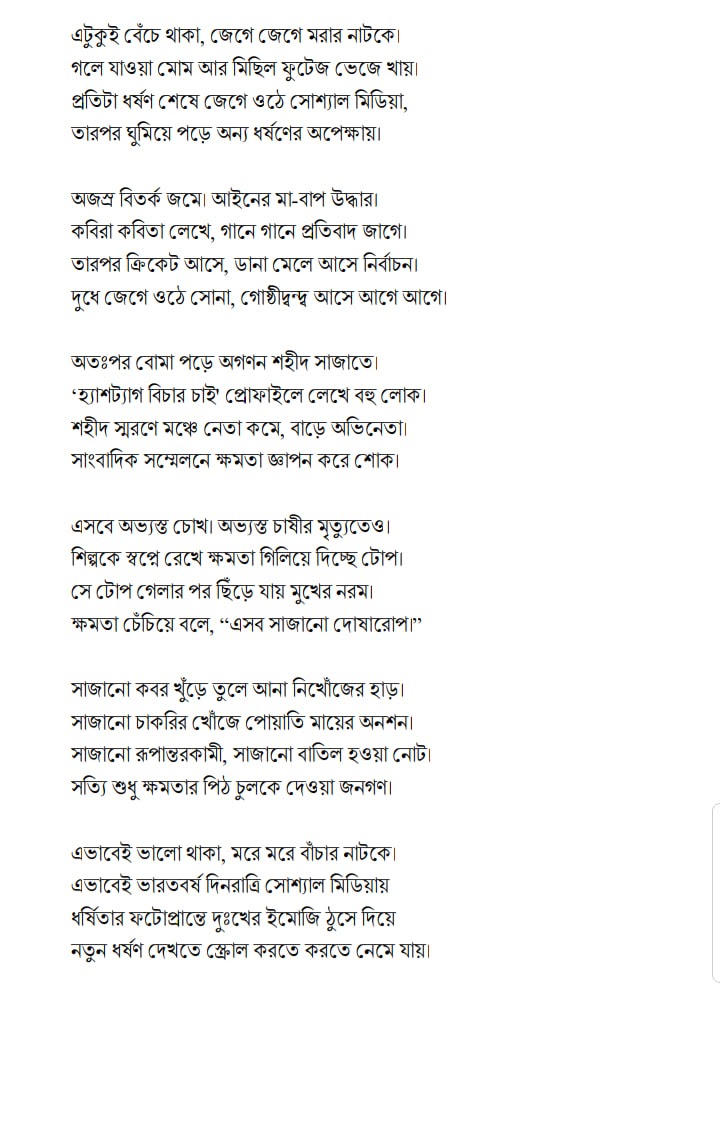 এটুকুই বেঁচে থাকা, জেগে জেগে মরার নাটকে।
গলে যাওয়া মোম আর মিছিল ফুটেজ ভেজে খায়।
প্রতিটা ধর্ষণ শেষে জেগে ওঠে সোশ্যাল মিডিয়া,
তারপর ঘুমিয়ে পড়ে অন্য ধর্ষণের অপেক্ষায়।
অজস্র বিতর্ক জমে। আইনের মা-বাপ উদ্ধার।
কবিরা কবিতা লেখে, গানে গানে প্রতিবাদ জাগে।
তারপর ক্রিকেট আসে, ডানা মেলে আসে নির্বাচন।
দুধে জেগে ওঠে সোনা, গোষ্ঠীদ্বন্দ্ব আসে আগে আগে।
অতঃপর বোমা পড়ে অগণন শহীদ সাজাতে।
‘হ্যাশট্যাগ বিচার চাই' প্রোফাইলে লেখে বহু লোক।
শহীদ স্মরণে মঞ্চে নেতা কমে, বাড়ে অভিনেতা।
সাংবাদিক সম্মেলনে ক্ষমতা জ্ঞাপন করে শোক।
এসবে অভ্যস্ত চোখ। অভ্যস্ত চাষীর মৃত্যুতেও।
শিল্পকে স্বপ্নে রেখে ক্ষমতা গিলিয়ে দিচ্ছে টোপ।
সে টোপ গেলার পর ছিঁড়ে যায় মুখের নরম।
ক্ষমতা চেঁচিয়ে বলে, “এসব সাজানো দোষারোপ।”
সাজানো কবর খুঁড়ে তুলে আনা নিখোঁজের হাড়।
সাজানো চাকরির খোঁজে পোয়াতি মায়ের অনশন।
সাজানো রূপান্তরকামী, সাজানো বাতিল হওয়া নোট।
সত্যি শুধু ক্ষমতার পিঠ চুলকে দেওয়া জনগণ।
এভাবেই ভালো থাকা, মরে মরে বাঁচার নাটকে।
এভাবেই ভারতবর্ষ দিনরাত্রি সোশ্যাল মিডিয়ায়
ধর্ষিতার ফটোপ্রান্তে দুঃখের ইমোজি ঠুসে দিয়ে
নতুন ধর্ষণ দেখতে স্ক্রোল করতে করতে নেমে যায়।